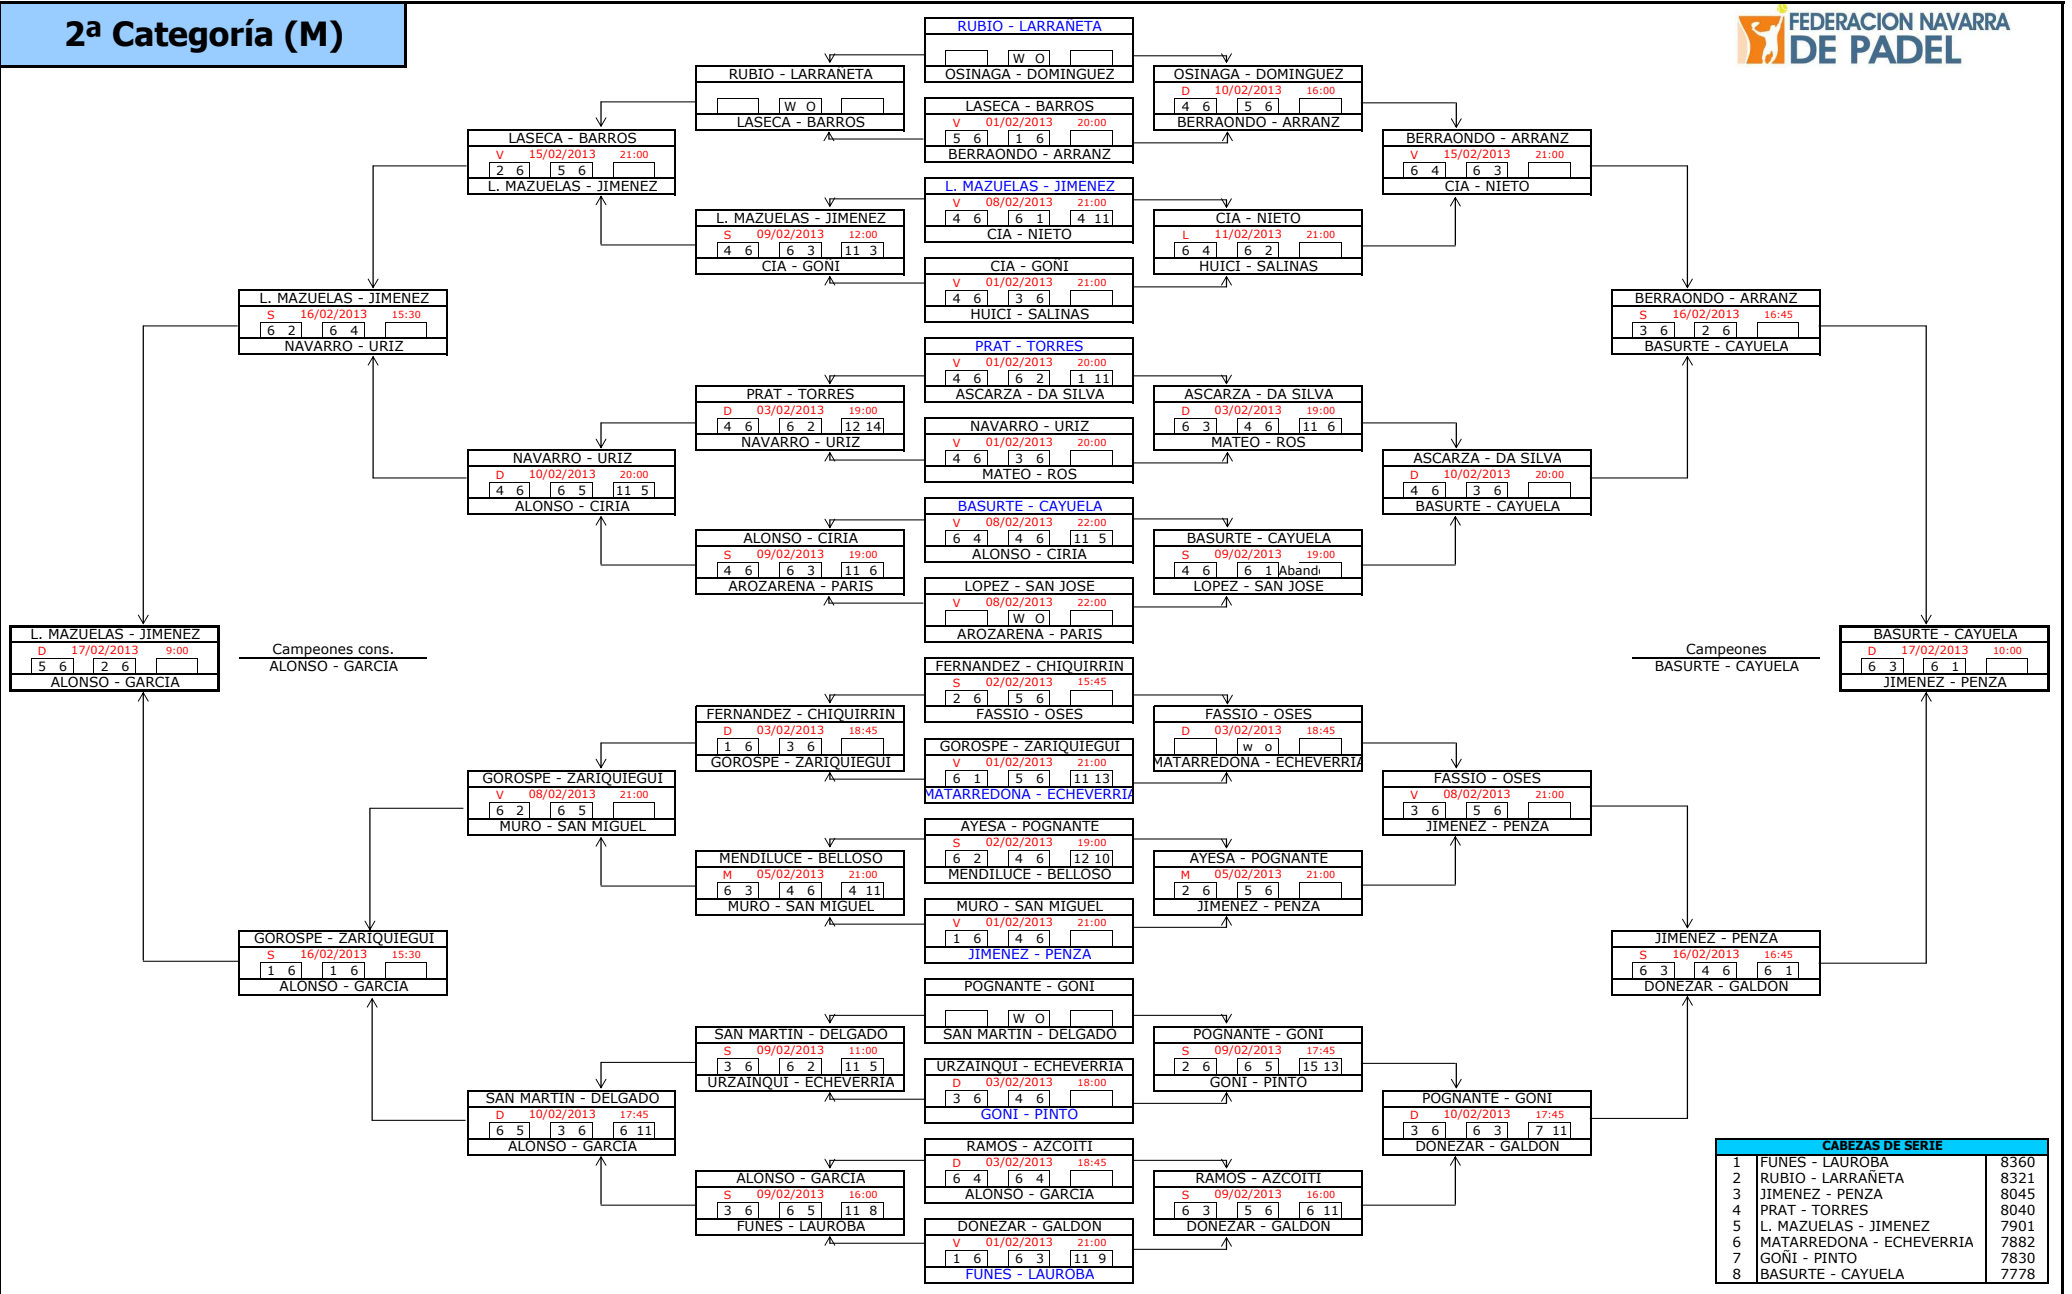 2ª Categoría (M)
FEDERACION NAVARRA
DE PADEL
RUBIO - LARRAÑETA
W O
OSINAGA - DOMINGUEZ
LASECA - BARROS
V 01/02/2013 20:00
5 6 1 6
BERRAONDO - ARRANZ
L. MAZUELAS - JIMENEZ
V 08/02/2013 21:00
4 6 6 1 4 11
CIA - NIETO
CIA - GOÑI
V 01/02/2013 21:00
4 6 3 6
HUICI - SALINAS
PRAT - TORRES
V 01/02/2013 20:00
4 6 6 2 1 11
ASCARZA - DA SILVA
NAVARRO - URIZ
V 01/02/2013 20:00
4 6 3 6
MATEO - ROS
BASURTE - CAYUELA
V 08/02/2013 22:00
6 4 4 6 11 5
ALONSO - CIRIA
LOPEZ - SAN JOSE
V 08/02/2013 22:00
W O
AROZARENA - PARIS
FERNANDEZ - CHIQUIRRIN
S 02/02/2013 15:45
2 6 5 6
FASSIO - OSES
GOROSPE - ZARIQUIEGUI
V 01/02/2013 21:00
6 1 5 6 11 13
MATARREDONA - ECHEVERRIA
AYESA - POGNANTE
S 02/02/2013 19:00
6 2 4 6 12 10
MENDILUCE - BELLOSO
MURO - SAN MIGUEL
V 01/02/2013 21:00
1 6 4 6
JIMENEZ - PENZA
POGNANTE - GOÑI
W O
SAN MARTIN - DELGADO
URZAINQUI - ECHEVERRIA
D 03/02/2013 18:00
3 6 4 6
GOÑI - PINTO
RAMOS - AZCOITI
D 03/02/2013 18:45
6 4 6 4
ALONSO - GARCIA
DONEZAR - GALDON
V 01/02/2013 21:00
1 6 6 3 11 9
FUNES - LAUROBA
RUBIO - LARRAÑETA
W O
LASECA - BARROS
L. MAZUELAS - JIMENEZ
S 09/02/2013 12:00
4 6 6 3 11 3
CIA - GOÑI
PRAT - TORRES
D 03/02/2013 19:00
4 6 6 2 12 14
NAVARRO - URIZ
ALONSO - CIRIA
S 09/02/2013 19:00
4 6 6 3 11 6
AROZARENA - PARIS
FERNANDEZ - CHIQUIRRIN
D 03/02/2013 18:45
1 6 3 6
GOROSPE - ZARIQUIEGUI
MENDILUCE - BELLOSO
M 05/02/2013 21:00
6 3 4 6 4 11
MURO - SAN MIGUEL
SAN MARTIN - DELGADO
S 09/02/2013 11:00
3 6 6 2 11 5
URZAINQUI - ECHEVERRIA
ALONSO - GARCIA
S 09/02/2013 16:00
3 6 6 5 11 8
FUNES - LAUROBA
LASECA - BARROS
V 15/02/2013 21:00
2 6 5 6
L. MAZUELAS - JIMENEZ
NAVARRO - URIZ
D 10/02/2013 20:00
4 6 6 5 11 5
ALONSO - CIRIA
GOROSPE - ZARIQUIEGUI
V 08/02/2013 21:00
6 2 6 5
MURO - SAN MIGUEL
SAN MARTIN - DELGADO
D 10/02/2013 17:45
6 5 3 6 6 11
ALONSO - GARCIA
L. MAZUELAS - JIMENEZ
S 16/02/2013 15:30
6 2 6 4
NAVARRO - URIZ
GOROSPE - ZARIQUIEGUI
S 16/02/2013 15:30
1 6 1 6
ALONSO - GARCIA
L. MAZUELAS - JIMENEZ
D 17/02/2013 9:00
5 6 2 6
ALONSO - GARCIA
Campeones cons.
ALONSO - GARCIA
OSINAGA - DOMINGUEZ
D 10/02/2013 16:00
4 6 5 6
BERRAONDO - ARRANZ
CIA - NIETO
L 11/02/2013 21:00
6 4 6 2
HUICI - SALINAS
ASCARZA - DA SILVA
D 03/02/2013 19:00
6 3 4 6 11 6
MATEO - ROS
BASURTE - CAYUELA
S 09/02/2013 19:00
4 6 6 1 Aband
LOPEZ - SAN JOSE
FASSIO - OSES
D 03/02/2013 18:45
w o
MATARREDONA - ECHEVERRIA
AYESA - POGNANTE
M 05/02/2013 21:00
2 6 5 6
JIMENEZ - PENZA
POGNANTE - GOÑI
S 09/02/2013 17:45
2 6 6 5 15 13
GOÑI - PINTO
RAMOS - AZCOITI
S 09/02/2013 16:00
6 3 5 6 6 11
DONEZAR - GALDON
BERRAONDO - ARRANZ
V 15/02/2013 21:00
6 4 6 3
CIA - NIETO
ASCARZA - DA SILVA
D 10/02/2013 20:00
4 6 3 6
BASURTE - CAYUELA
FASSIO - OSES
V 08/02/2013 21:00
3 6 5 6
JIMENEZ - PENZA
POGNANTE - GOÑI
D 10/02/2013 17:45
3 6 6 3 7 11
DONEZAR - GALDON
BERRAONDO - ARRANZ
S 16/02/2013 16:45
3 6 2 6
BASURTE - CAYUELA
JIMENEZ - PENZA
S 16/02/2013 16:45
6 3 4 6 6 1
DONEZAR - GALDON
Campeones
BASURTE - CAYUELA
BASURTE - CAYUELA
D 17/02/2013 10:00
6 3 6 1
JIMENEZ - PENZA
CABEZAS DE SERIE
1 FUNES - LAUROBA 8360
2 RUBIO - LARRAÑETA 8321
3 JIMENEZ - PENZA 8045
4 PRAT - TORRES 8040
5 L. MAZUELAS - JIMENEZ 7901
6 MATARREDONA - ECHEVERRIA 7882
7 GOÑI - PINTO 7830
8 BASURTE - CAYUELA 7778